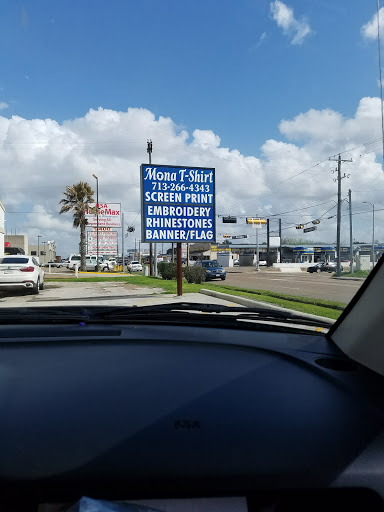 Mona T-Shirt
713-266-4343
SCREEN PRINT
EMBROIDERY
RHINESTONES
BANNER/FLAG